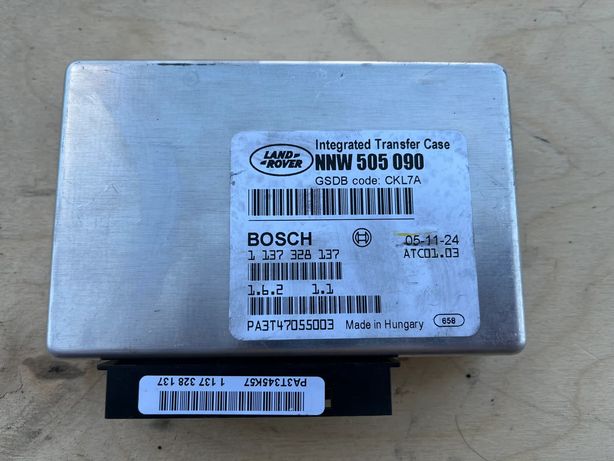 LAND-
-ROVER
Integrated Transfer Case
NNW 505 090
GSDB code: CKL7A
BOSCH
05-11-24
1 137 328 137
ATC01.03
1.6.2 1.1
PA3T47055003 Made in Hungary 658
PA3T345K57
1 137 328 137